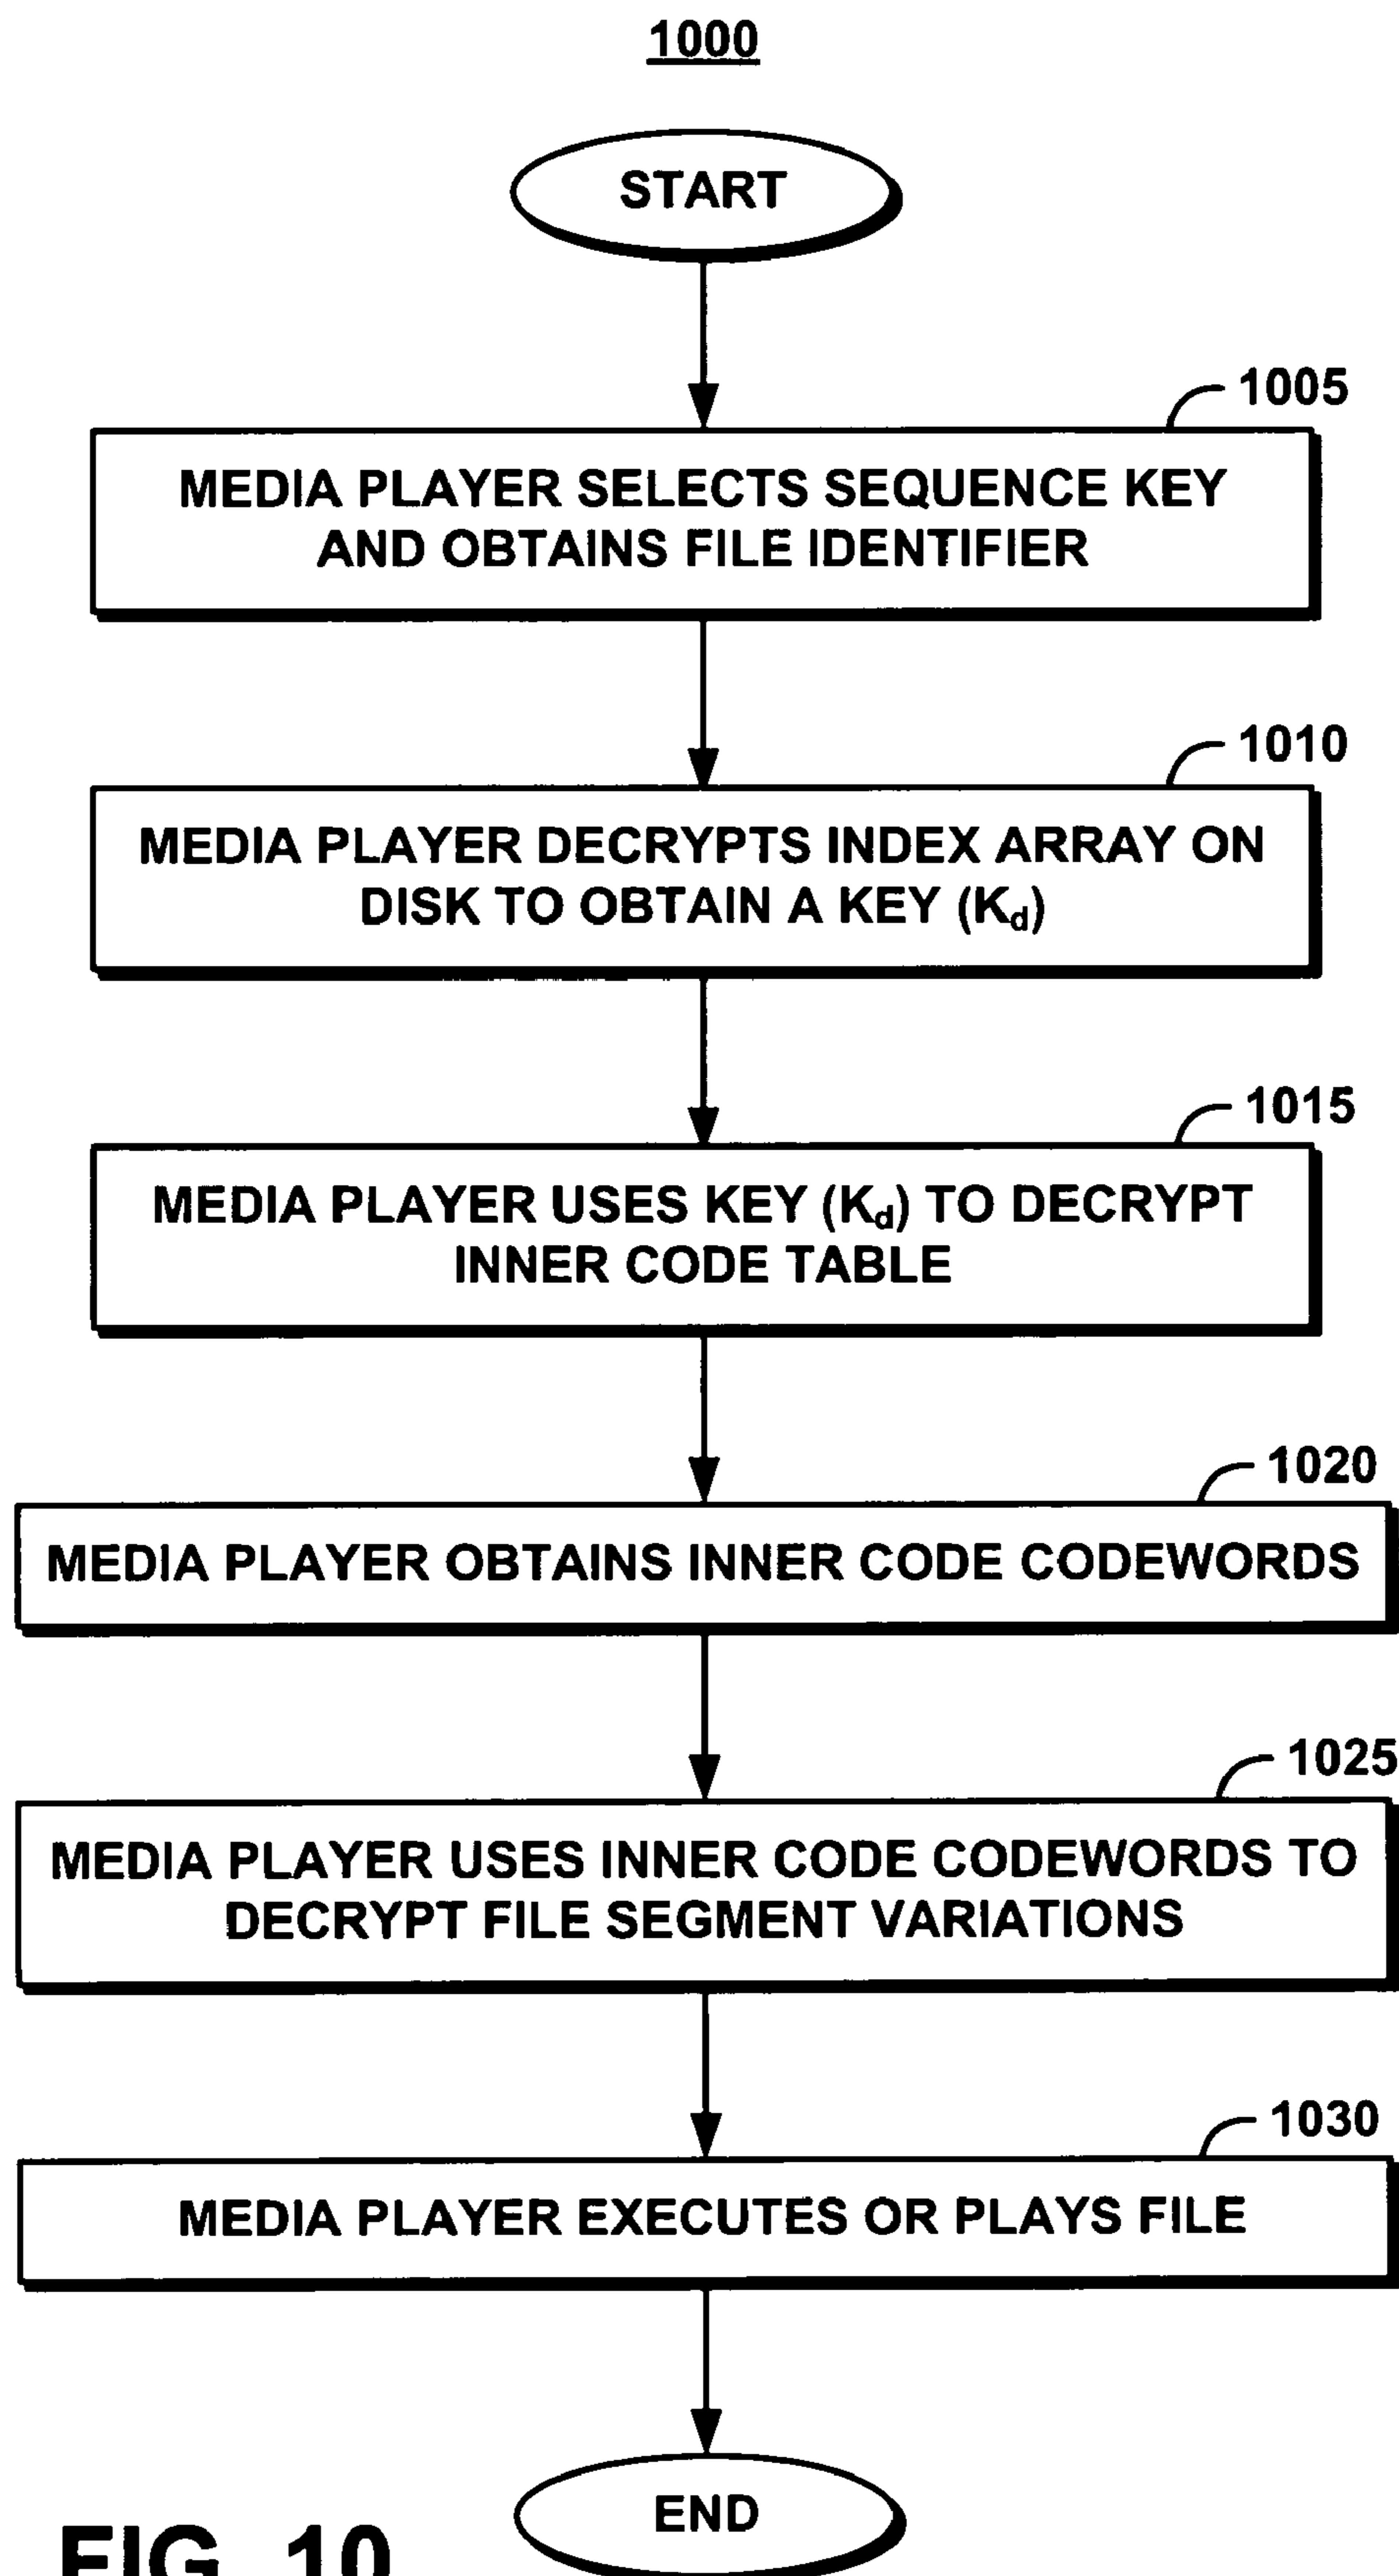 1000
START
1005
MEDIA PLAYER SELECTS SEQUENCE KEY
AND OBTAINS FILE IDENTIFIER
1010
MEDIA PLAYER DECRYPTS INDEX ARRAY ON
DISK TO OBTAIN A KEY (Kd)
1015
MEDIA PLAYER USES KEY (Kd) TO DECRYPT
INNER CODE TABLE
1020
MEDIA PLAYER OBTAINS INNER CODE CODEWORDS
1025
MEDIA PLAYER USES INNER CODE CODEWORDS TO
DECRYPT FILE SEGMENT VARIATIONS
1030
MEDIA PLAYER EXECUTES OR PLAYS FILE
END
FIG. 10